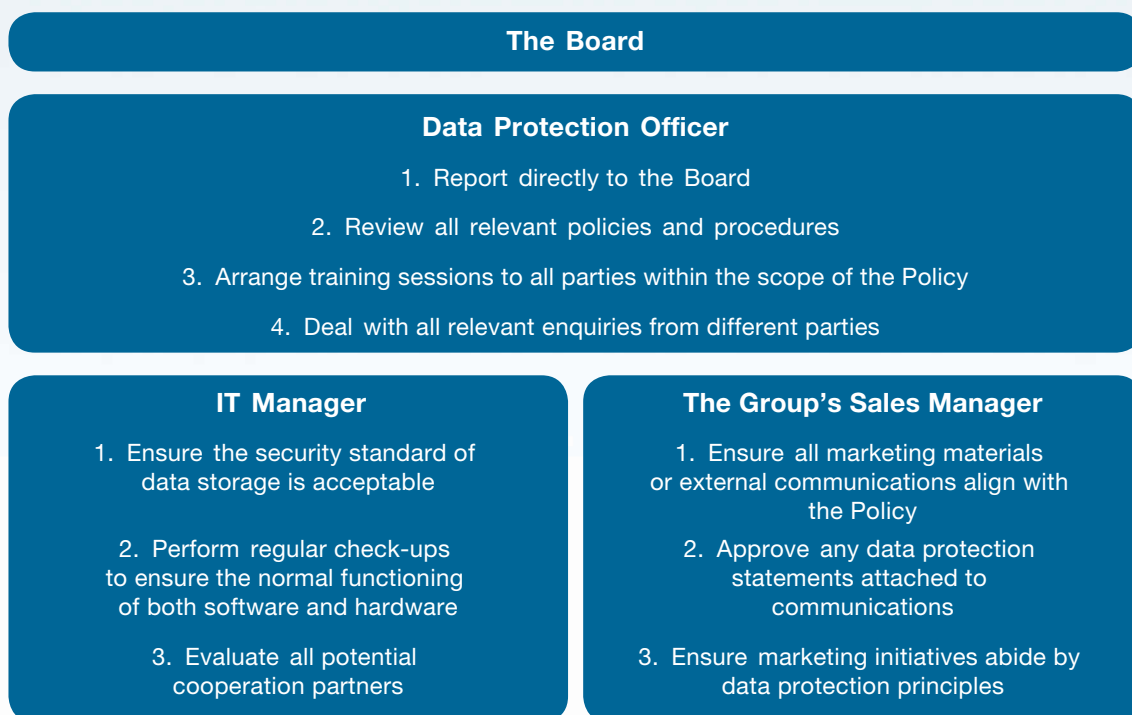 The Board
Data Protection Officer
1. Report directly to the Board
2. Review all relevant policies and procedures
3. Arrange training sessions to all parties within the scope of the Policy
4. Deal with all relevant enquiries from different parties
IT Manager
1. Ensure the security standard of
data storage is acceptable
2. Perform regular check-ups
to ensure the normal functioning
of both software and hardware
3. Evaluate all potential
cooperation partners
The Group’s Sales Manager
1. Ensure all marketing materials
or external communications align with
the Policy
2. Approve any data protection
statements attached to
communications
3. Ensure marketing initiatives abide by
data protection principles